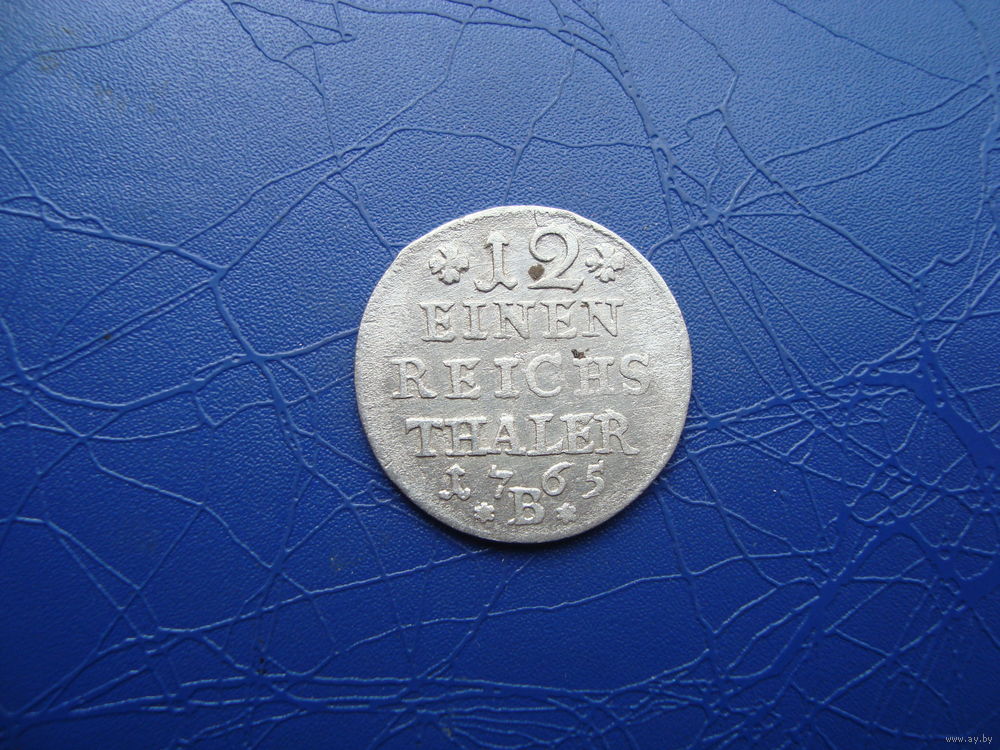 12
EINEN
REICHS
THALER
1765
B
www.ay.by